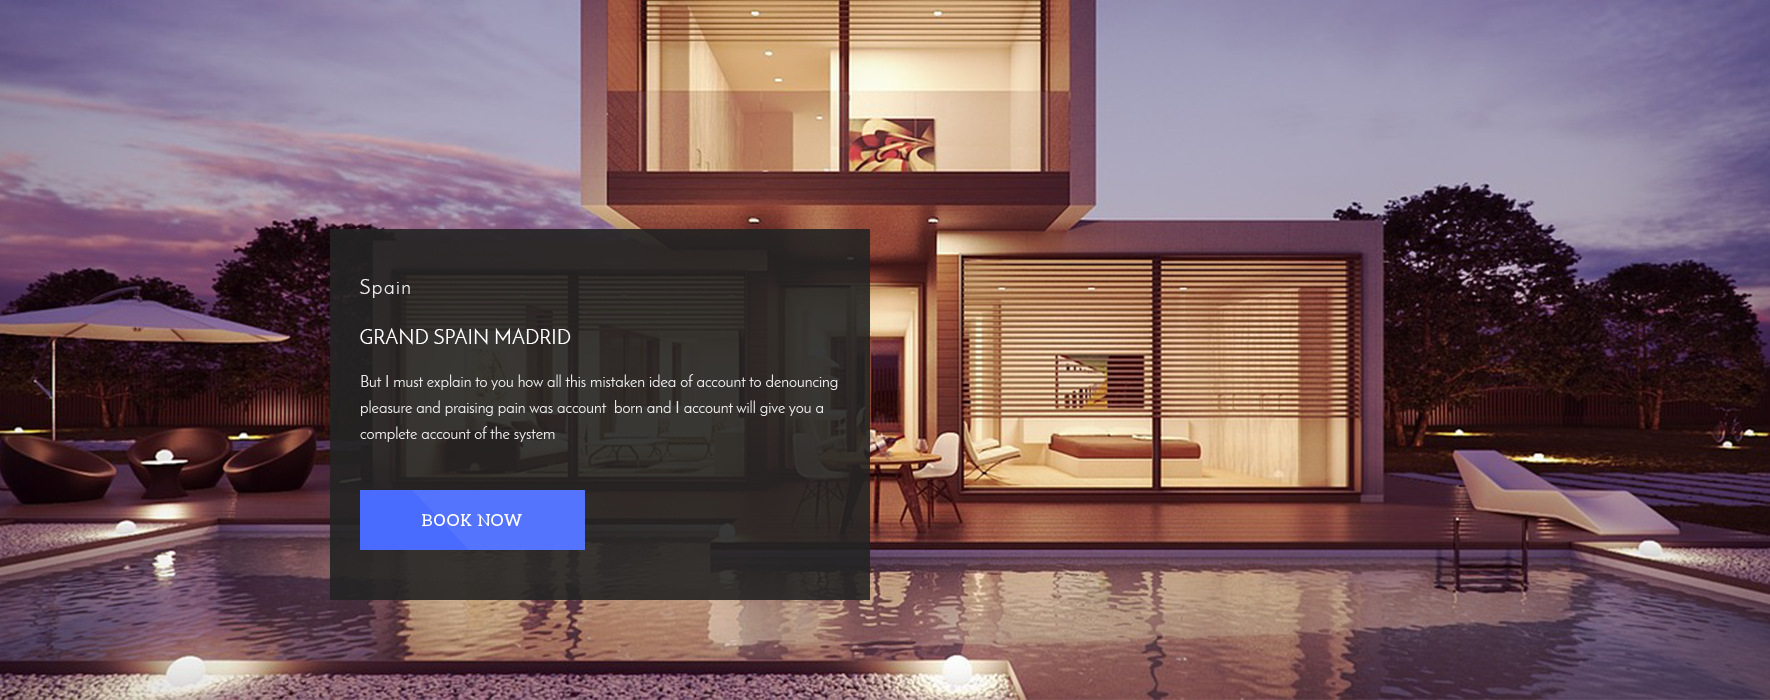 Spain
GRAND SPAIN MADRID
But I must explain to you how all this mistaken idea of account to denouncing
pleasure and praising pain was account  born and I account will give you a
complete account of the system
BOOK NOW